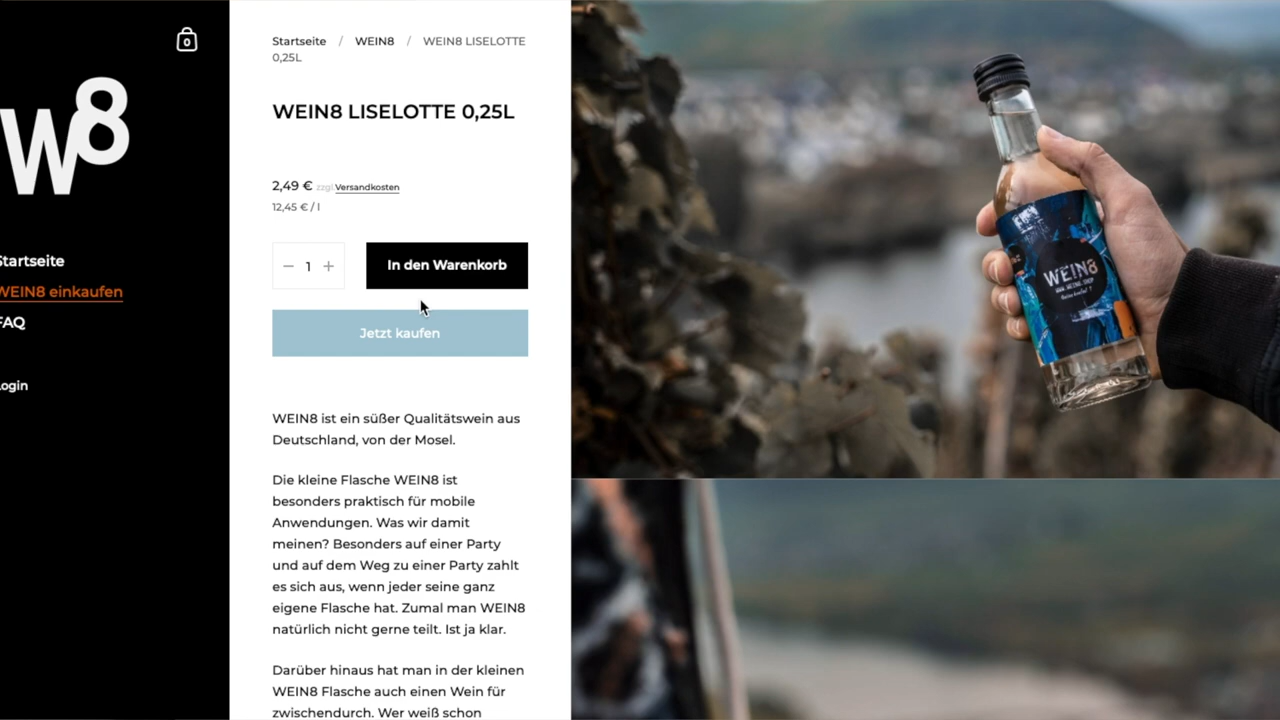 0
W8
Startseite
WEIN8 einkaufen
FAQ
Login
Startseite / WEIN8 / WEIN8 LISELOTTE
0,25L
WEIN8 LISELOTTE 0,25L
2,49 € zzgl. Versandkosten
12,45 € / l
1
In den Warenkorb
Jetzt kaufen
WEIN8 ist ein süßer Qualitätswein aus
Deutschland, von der Mosel.
Die kleine Flasche WEIN8 ist
besonders praktisch für mobile
Anwendungen. Was wir damit
meinen? Besonders auf einer Party
und auf dem Weg zu einer Party zahlt
es sich aus, wenn jeder seine ganz
eigene Flasche hat. Zumal man WEIN8
natürlich nicht gerne teilt. Ist ja klar.
Darüber hinaus hat man in der kleinen
WEIN8 Flasche auch einen Wein für
zwischendurch. Wer weiß schon
WEIN8